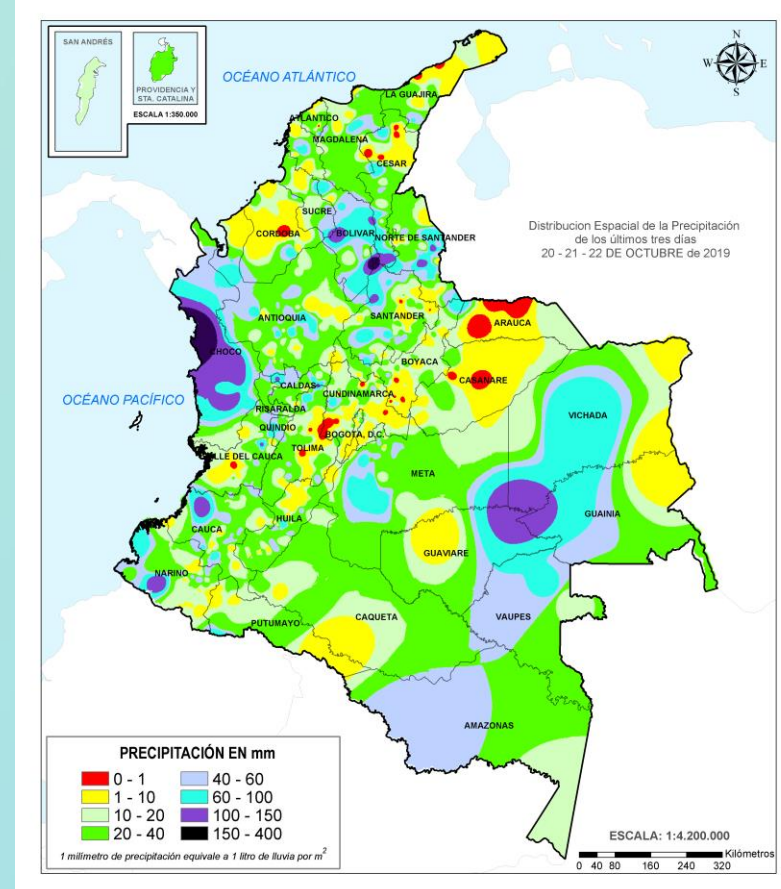 SAN ANDRÉS
PROVIDENCIA Y
STA. CATALINA
ESCALA 1:350.000
N
W
E
S
OCÉANO ATLÁNTICO
LA GUAJIRA
ATLANTICO
MAGDALENA
CESAR
SUCRE
CORDOBA
BOLIVAR
NORTE DE SANTANDER
Distribucion Espacial de la Precipitación
de los últimos tres días
20 - 21 - 22 DE OCTUBRE de 2019
ANTIOQUIA
SANTANDER
ARAUCA
CHOCO
BOYACA
CASANARE
CALDAS
CUNDINAMARCA
OCÉANO PACÍFICO
RISARALDA
VICHADA
QUINDIO
BOGOTA, D.C.
TOLIMA
VALLE DEL CAUCA
META
GUAINIA
CAUCA
HUILA
GUAVIARE
NARIÑO
CAQUETA
VAUPES
PUTUMAYO
AMAZONAS
PRECIPITACIÓN EN mm
0 - 1
40 - 60
1 - 10
60 - 100
10 - 20
100 - 150
20 - 40
150 - 400
1 milímetro de precipitación equivale a 1 litro de lluvia por m²
ESCALA: 1:4.200.000
Kilómetros
0 40 80 160 240 320